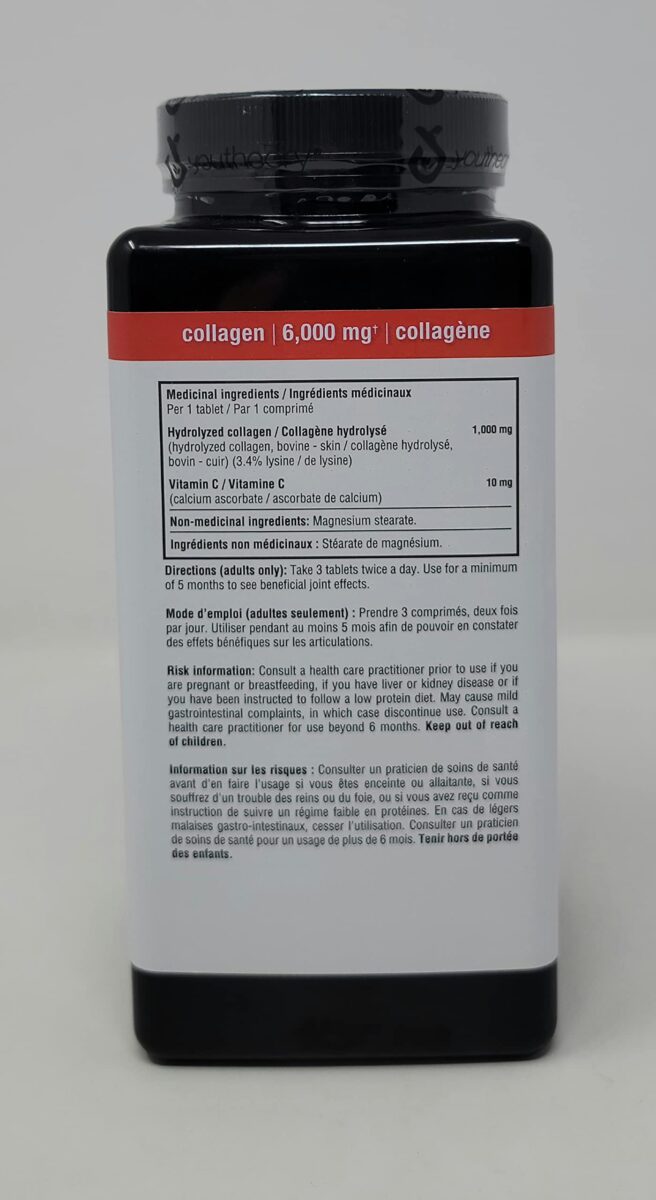 youtheory®
youtheo
collagen | 6,000 mg† | collagène
Medicinal ingredients / Ingrédients médicinaux
Per 1 tablet / Par 1 comprimé
Hydrolyzed collagen / Collagène hydrolysé 1,000 mg
(hydrolyzed collagen, bovine - skin / collagène hydrolysé,
bovin - cuir) (3.4% lysine / de lysine)
Vitamin C / Vitamine C 10 mg
(calcium ascorbate / ascorbate de calcium)
Non-medicinal ingredients: Magnesium stearate.
Ingrédients non médicinaux : Stéarate de magnésium.
Directions (adults only): Take 3 tablets twice a day. Use for a minimum
of 5 months to see beneficial joint effects.
Mode d'emploi (adultes seulement) : Prendre 3 comprimés, deux fois
par jour. Utiliser pendant au moins 5 mois afin de pouvoir en constater
des effets bénéfiques sur les articulations.
Risk information: Consult a health care practitioner prior to use if you
are pregnant or breastfeeding, if you have liver or kidney disease or if
you have been instructed to follow a low protein diet. May cause mild
gastrointestinal complaints, in which case discontinue use. Consult a
health care practitioner for use beyond 6 months. Keep out of reach
of children.
Information sur les risques : Consulter un praticien de soins de santé
avant d'en faire l'usage si vous êtes enceinte ou allaitante, si vous
souffrez d'un trouble des reins ou du foie, ou si vous avez reçu comme
instruction de suivre un régime faible en protéines. En cas de légers
malaises gastro-intestinaux, cesser l'utilisation. Consulter un praticien
de soins de santé pour un usage de plus de 6 mois. Tenir hors de portée
des enfants.